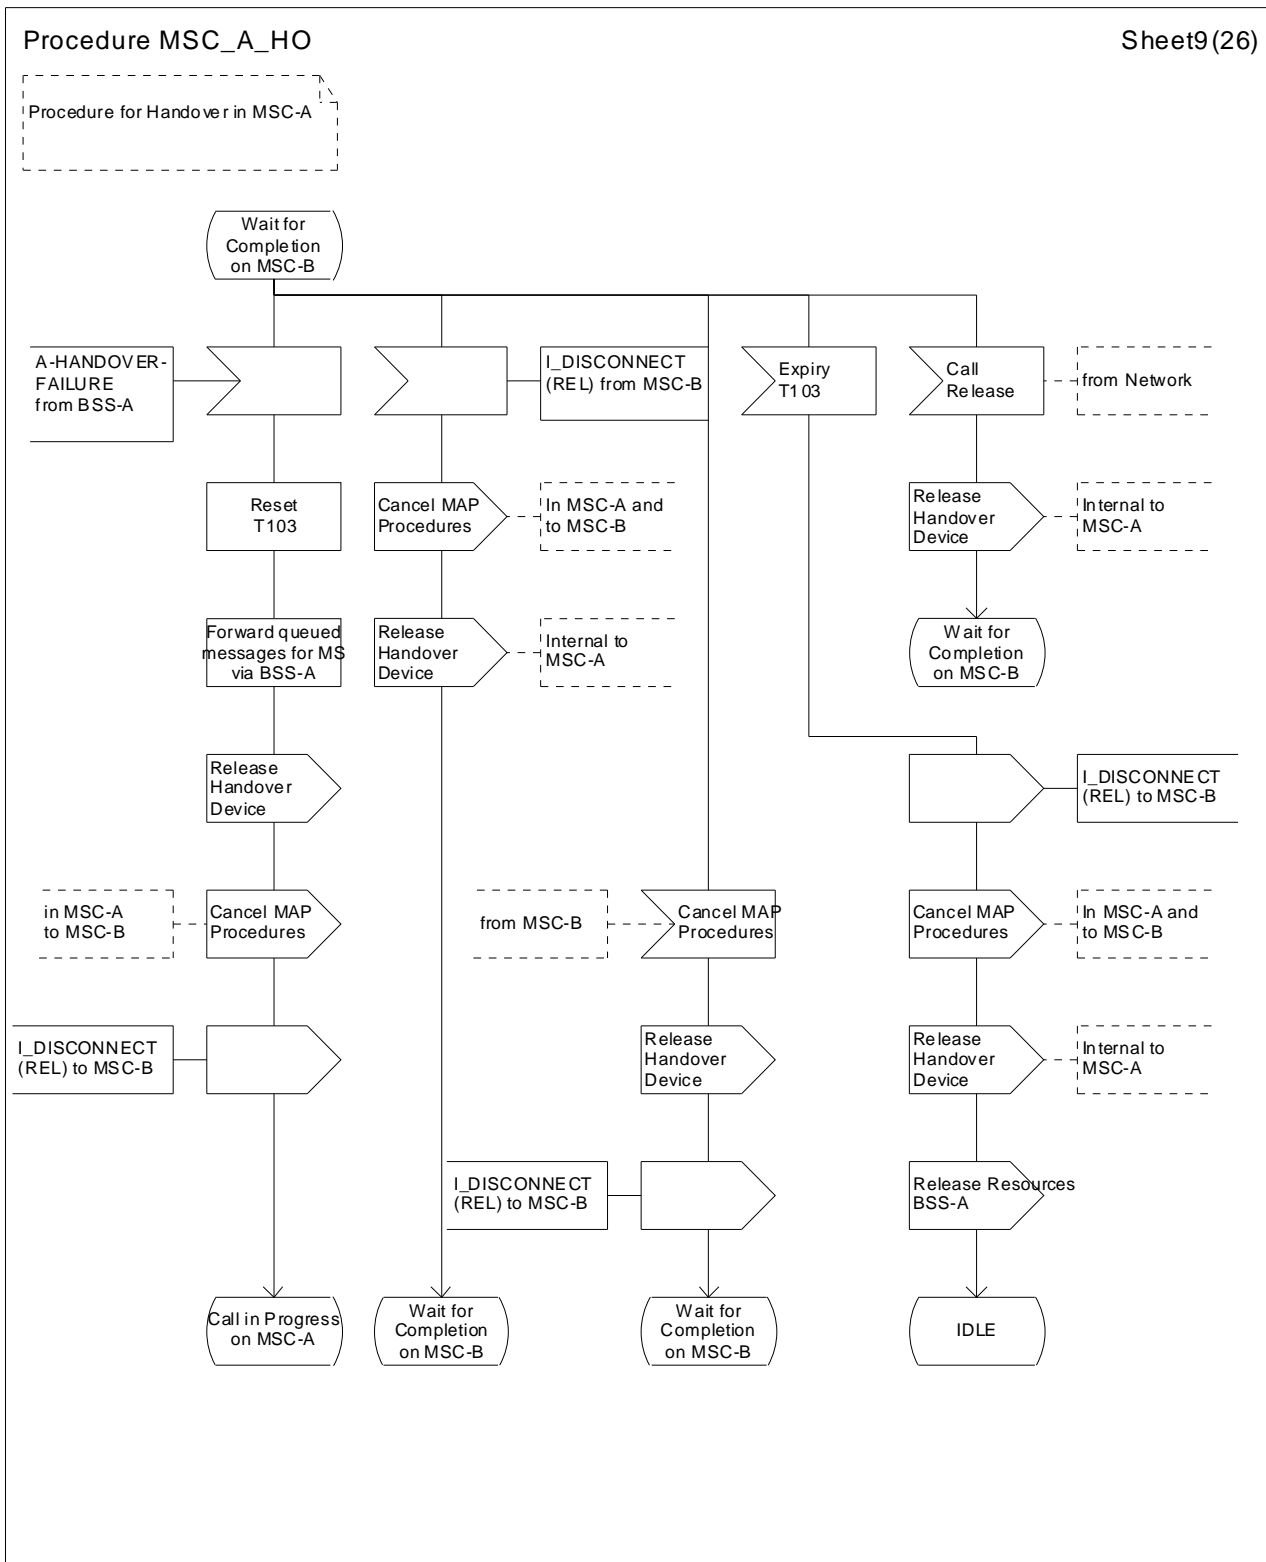 Procedure MSC_A_HO
Sheet9(26)
Procedure for Handover in MSC-A
Wait for
Completion
on MSC-B
A-HANDOVER-
FAILURE
from BSS-A
I_DISCONNECT
(REL) from MSC-B
Expiry
T103
Call
Release
from Network
Reset
T103
Cancel MAP
Procedures
In MSC-A and
to MSC-B
Release
Handover
Device
Internal to
MSC-A
Forward queued
messages for MS
via BSS-A
Release
Handover
Device
Internal to
MSC-A
Wait for
Completion
on MSC-B
Release
Handover
Device
I_DISCONNECT
(REL) to MSC-B
in MSC-A
to MSC-B
Cancel MAP
Procedures
from MSC-B
Cancel MAP
Procedures
Cancel MAP
Procedures
In MSC-A and
to MSC-B
I_DISCONNECT
(REL) to MSC-B
Release
Handover
Device
Release
Handover
Device
Internal to
MSC-A
I_DISCONNECT
(REL) to MSC-B
Release Resources
BSS-A
Call in Progress
on MSC-A
Wait for
Completion
on MSC-B
Wait for
Completion
on MSC-B
IDLE